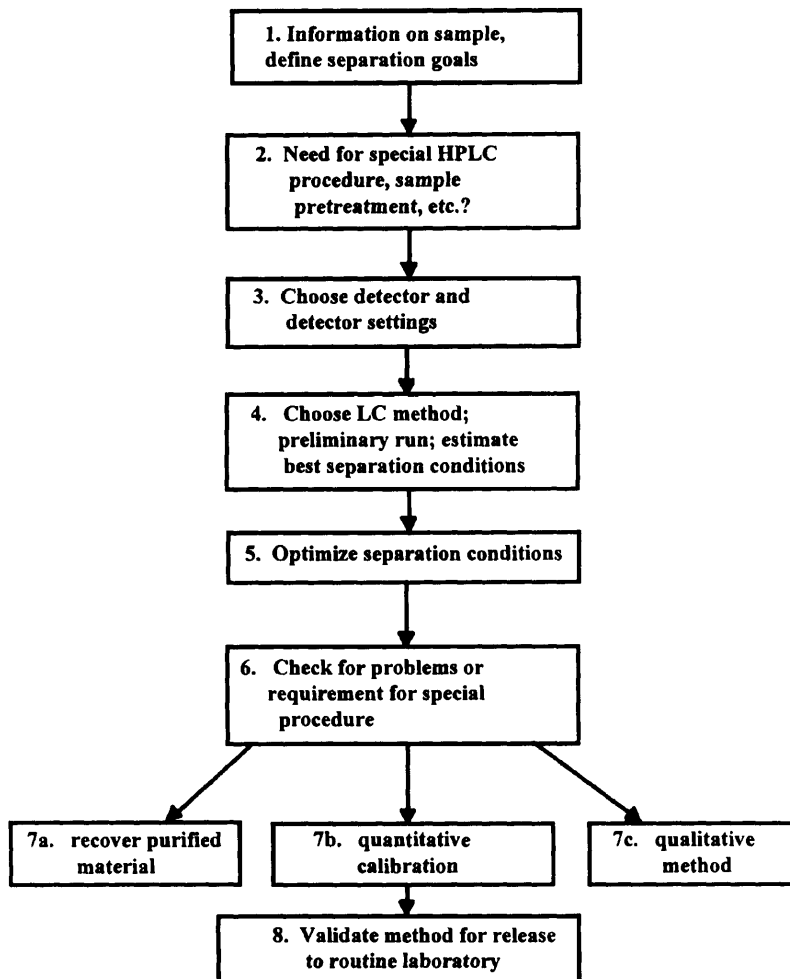 1. Information on sample,
define separation goals
2. Need for special HPLC
procedure, sample
pretreatment, etc.?
3. Choose detector and
detector settings
4. Choose LC method;
preliminary run; estimate
best separation conditions
5. Optimize separation conditions
6. Check for problems or
requirement for special
procedure
7a. recover purified
material
7b. quantitative
calibration
7c. qualitative
method
8. Validate method for release
to routine laboratory